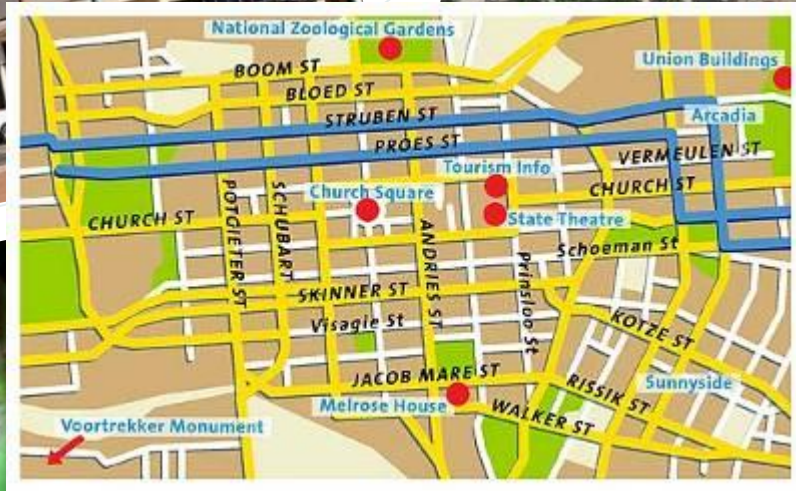 National Zoological Gardens
Union Buildings
BOOM ST
BLOED ST
STRUBEN ST
Arcadia
PROES ST
VERMEULEN ST
Tourism Info
CHURCH ST
Church Square
State Theatre
CHURCH ST
POTGIETER ST
SCHUBART
ANDRIES ST
Prinsloo St
Schoeman St
SKINNER ST
Visagie St
KOTZE ST
JACOB MARE ST
RISSIK ST
Sunnyside
Melrose House
WALKER ST
Voortrekker Monument